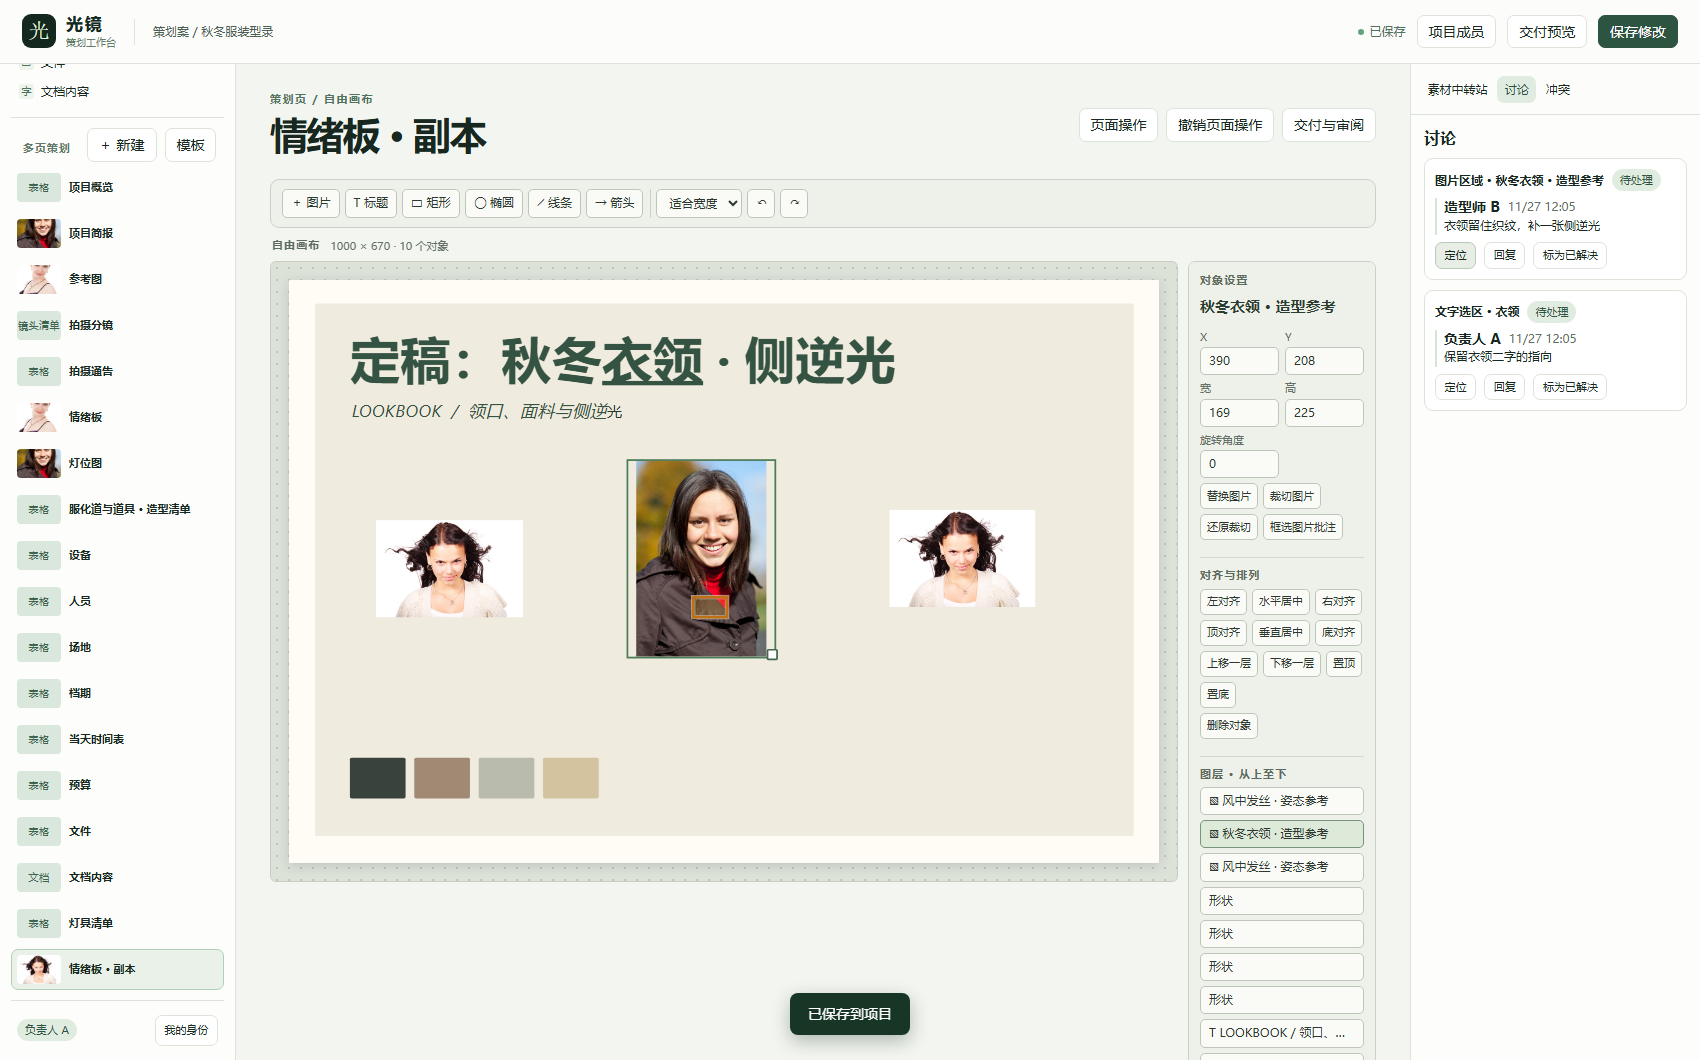 光 光镜
策划工作台
策划案 / 秋冬服装型录
已保存
项目成员
交付预览
保存修改
文件
字 文档内容
多页策划
+ 新建
模板
表格 项目概览
项目简报
参考图
镜头清单 拍摄分镜
表格 拍摄通告
情绪板
灯位图
表格 服化道与道具 • 造型清单
表格 设备
表格 人员
表格 场地
表格 档期
表格 当天时间表
表格 预算
表格 文件
文档 文档内容
表格 灯具清单
情绪板 • 副本
负责人 A
我的身份
策划页 / 自由画布
情绪板 • 副本
页面操作
撤销页面操作
交付与审阅
+ 图片
T 标题
矩形
椭圆
线条
→ 箭头
适合宽度
自由画布 1000 × 670 · 10 个对象
定稿：秋冬衣领 · 侧逆光
LOOKBOOK / 领口、面料与侧逆光
对象设置
秋冬衣领 • 造型参考
X
Y
390
208
宽
高
169
225
旋转角度
0
替换图片
裁切图片
还原裁切
框选图片批注
对齐与排列
左对齐
水平居中
右对齐
顶对齐
垂直居中
底对齐
上移一层
下移一层
置顶
置底
删除对象
图层 • 从上至下
风中发丝 · 姿态参考
秋冬衣领 · 造型参考
风中发丝 · 姿态参考
形状
形状
形状
形状
T LOOKBOOK / 领口、...
已保存到项目
素材中转站
讨论
冲突
讨论
图片区域 • 秋冬衣领 • 造型参考 待处理
造型师 B 11/27 12:05
衣领留住织纹，补一张侧逆光
定位
回复
标为已解决
文字选区 • 衣领 待处理
负责人 A 11/27 12:05
保留衣领二字的指向
定位
回复
标为已解决